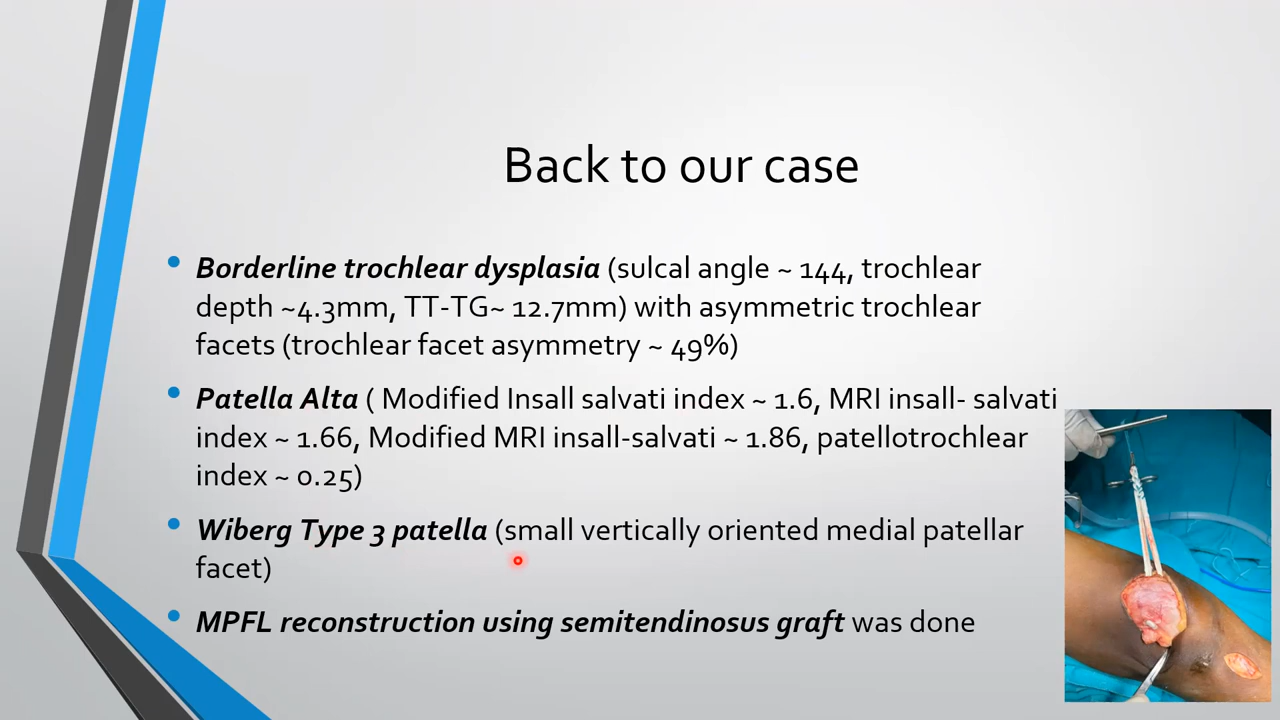 Back to our case
Borderline trochlear dysplasia (sulcal angle ~ 144, trochlear
depth ~4.3mm, TT-TG~ 12.7mm) with asymmetric trochlear
facets (trochlear facet asymmetry ~ 49%)
Patella Alta ( Modified Insall salvati index ~ 1.6, MRI insall- salvati
index ~ 1.66, Modified MRI insall-salvati ~ 1.86, patellotrochlear
index ~ 0.25)
Wiberg Type 3 patella (small vertically oriented medial patellar
facet)
MPFL reconstruction using semitendinosus graft was done